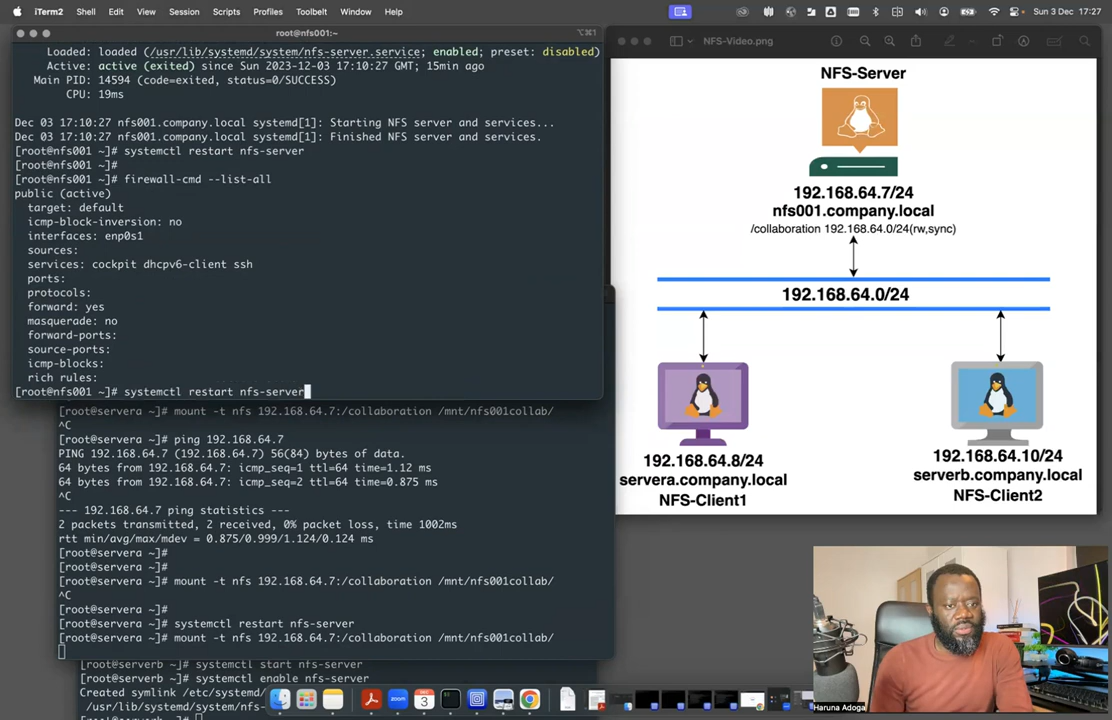 iTerm2 Shell Edit View Session Scripts Profiles Toolbelt Window Help
Sun 3 Dec 17:27
root@nfs001:~
⌥⌘1
Loaded: loaded (/usr/lib/systemd/system/nfs-server.service; enabled; preset: disabled)
Active: active (exited) since Sun 2023-12-03 17:10:27 GMT; 15min ago
Main PID: 14594 (code=exited, status=0/SUCCESS)
CPU: 19ms
Dec 03 17:10:27 nfs001.company.local systemd[1]: Starting NFS server and services...
Dec 03 17:10:27 nfs001.company.local systemd[1]: Finished NFS server and services.
[root@nfs001 ~]# systemctl restart nfs-server
[root@nfs001 ~]#
[root@nfs001 ~]# firewall-cmd --list-all
public (active)
target: default
icmp-block-inversion: no
interfaces: enp0s1
sources:
services: cockpit dhcpv6-client ssh
ports:
protocols:
forward: yes
masquerade: no
forward-ports:
source-ports:
icmp-blocks:
rich rules:
[root@nfs001 ~]# systemctl restart nfs-server
[root@servera ~]# mount -t nfs 192.168.64.7:/collaboration /mnt/nfs001collab/
^C
[root@servera ~]# ping 192.168.64.7
PING 192.168.64.7 (192.168.64.7) 56(84) bytes of data.
64 bytes from 192.168.64.7: icmp_seq=1 ttl=64 time=1.12 ms
64 bytes from 192.168.64.7: icmp_seq=2 ttl=64 time=0.875 ms
^C
--- 192.168.64.7 ping statistics ---
2 packets transmitted, 2 received, 0% packet loss, time 1002ms
rtt min/avg/max/mdev = 0.875/0.999/1.124/0.124 ms
[root@servera ~]#
[root@servera ~]#
[root@servera ~]# mount -t nfs 192.168.64.7:/collaboration /mnt/nfs001collab/
^C
[root@servera ~]#
[root@servera ~]# systemctl restart nfs-server
[root@servera ~]# mount -t nfs 192.168.64.7:/collaboration /mnt/nfs001collab/
[root@serverb ~]# systemctl start nfs-server
[root@serverb ~]# systemctl enable nfs-server
Created symlink /etc/systemd/
/usr/lib/systemd/system/nfs-
NFS-Video.png
NFS-Server
192.168.64.7/24
nfs001.company.local
/collaboration 192.168.64.0/24(rw,sync)
192.168.64.0/24
192.168.64.8/24
servera.company.local
NFS-Client1
192.168.64.10/24
serverb.company.local
NFS-Client2
zoom
3
Haruna Adoga